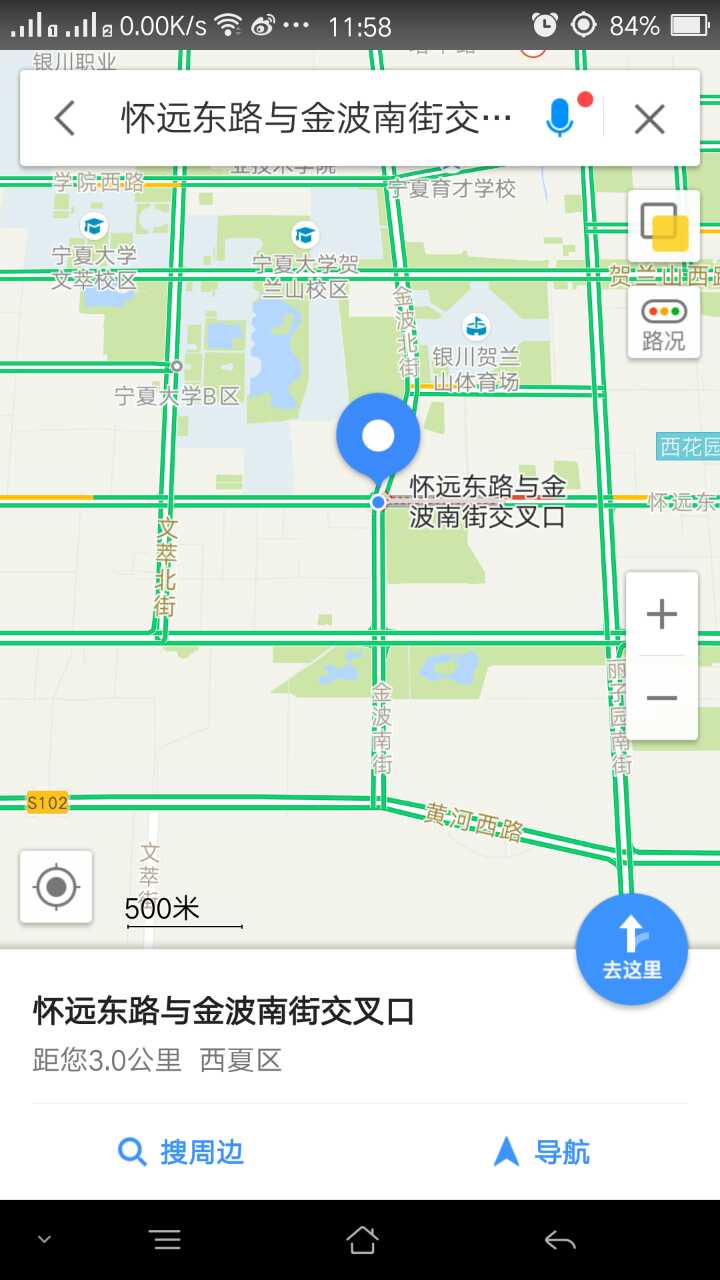 0.00K/s
11:58
84%
银川职业
怀远东路与金波南街交…
业技术学院
学院西路
宁夏育才学校
宁夏大学
文萃校区
宁夏大学贺
兰山校区
贺兰山西路
路况
金波北街
银川贺兰
山体育场
宁夏大学B区
西花园
怀远东路与金
波南街交叉口
怀远东
文萃北街
金波南街
丽子园南街
S102
黄河西路
文萃街
500米
去这里
怀远东路与金波南街交叉口
距您3.0公里 西夏区
搜周边
导航